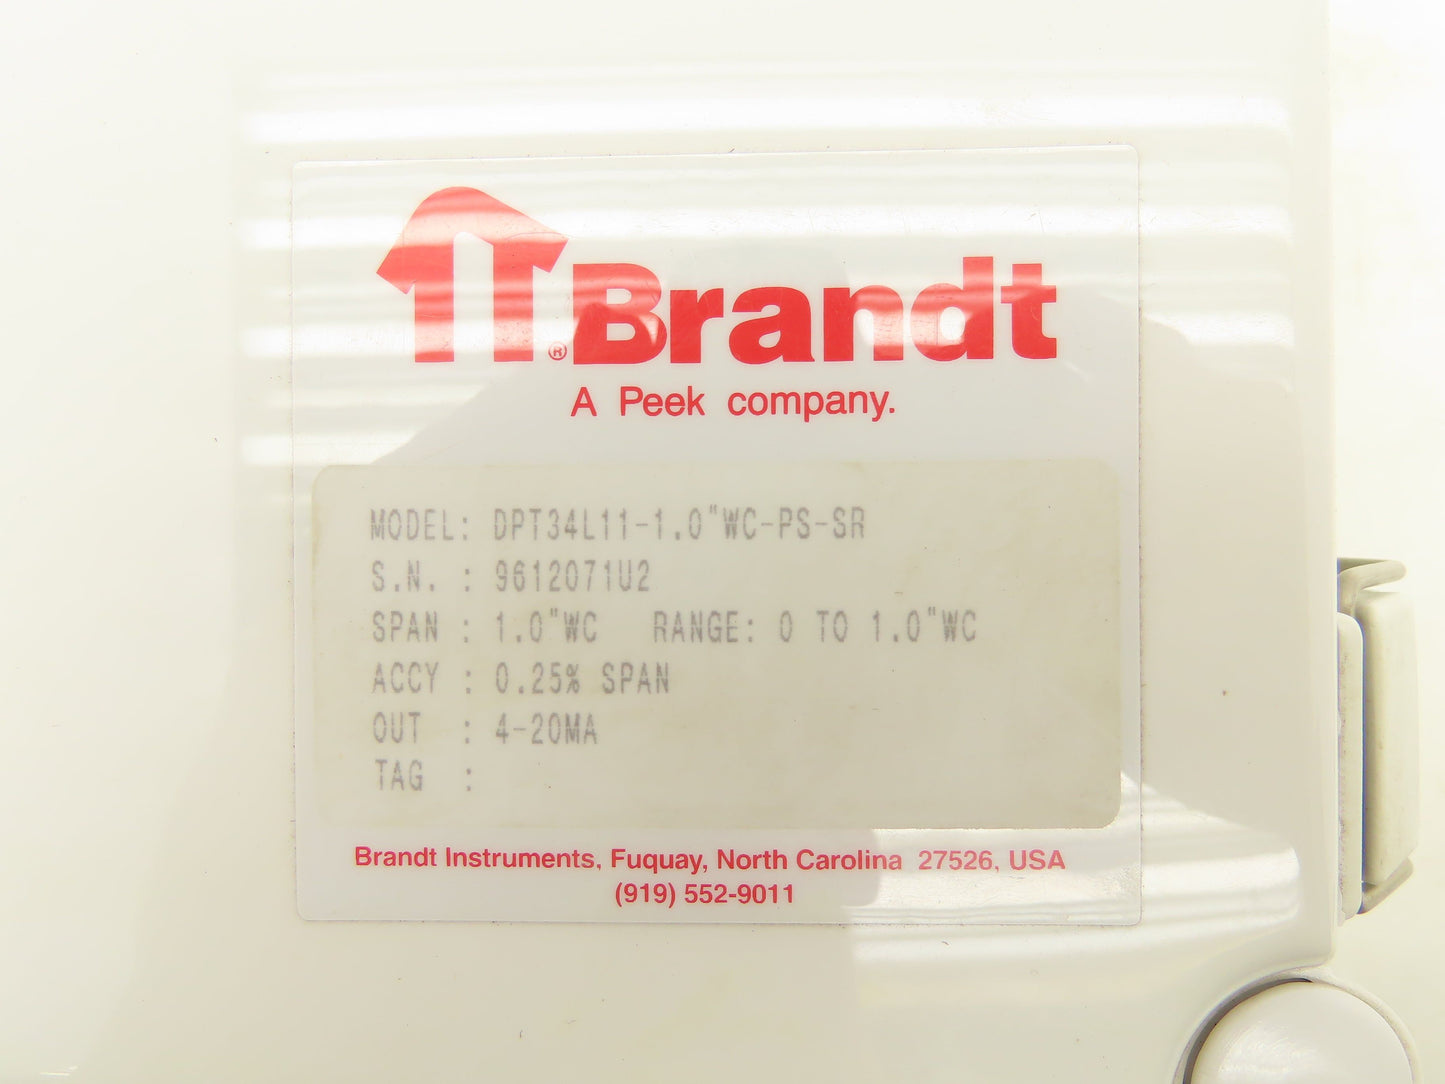 ® Brandt
A Peek company.
MODEL: DPT34L11-1.0"WC-PS-SR
S.N. : 9612071U2
SPAN : 1.0"WC RANGE: 0 TO 1.0"WC
ACCY : 0.25% SPAN
OUT : 4-20MA
TAG :
Brandt Instruments, Fuquay, North Carolina 27526, USA
(919) 552-9011